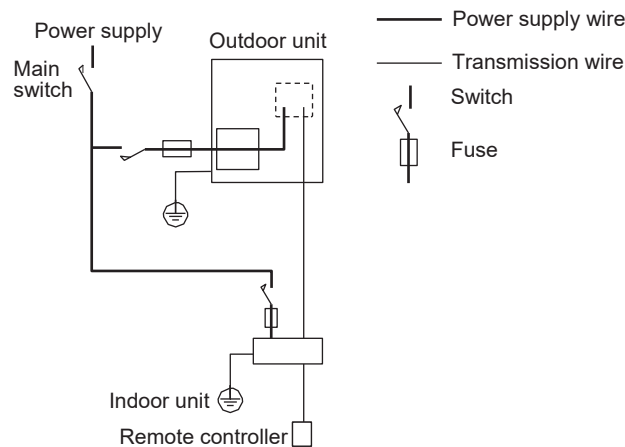 Power supply
Main
switch
Outdoor unit
Power supply wire
Transmission wire
Switch
Fuse
Indoor unit
Remote controller